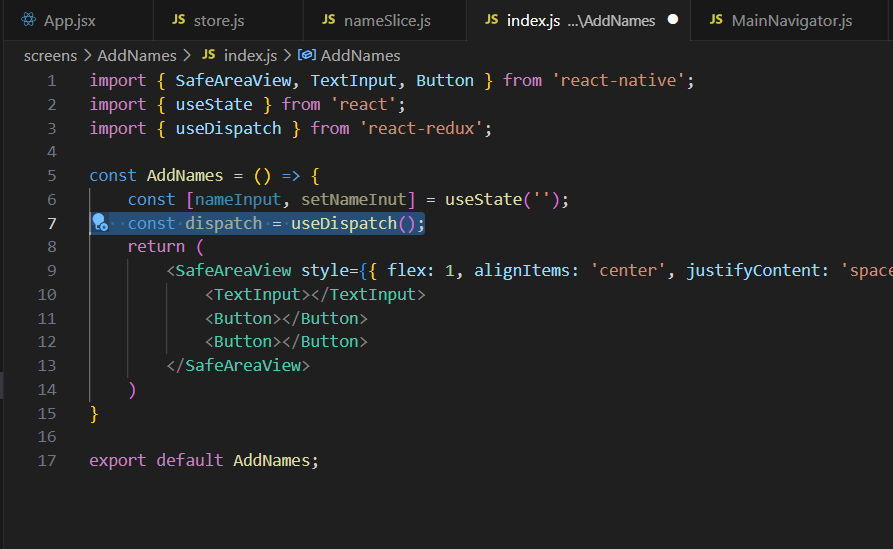 App.jsx JS store.js JS nameSlice.js JS index.js ...\AddNames JS MainNavigator.js
screens > AddNames > JS index.js > AddNames
1 import { SafeAreaView, TextInput, Button } from 'react-native';
2 import { useState } from 'react';
3 import { useDispatch } from 'react-redux';
4
5 const AddNames = () => {
6 const [nameInput, setNameInut] = useState('');
7 const dispatch = useDispatch();
8 return (
9 <SafeAreaView style={{ flex: 1, alignItems: 'center', justifyContent: 'space
10 <TextInput></TextInput>
11 <Button></Button>
12 <Button></Button>
13 </SafeAreaView>
14 )
15 }
16
17 export default AddNames;